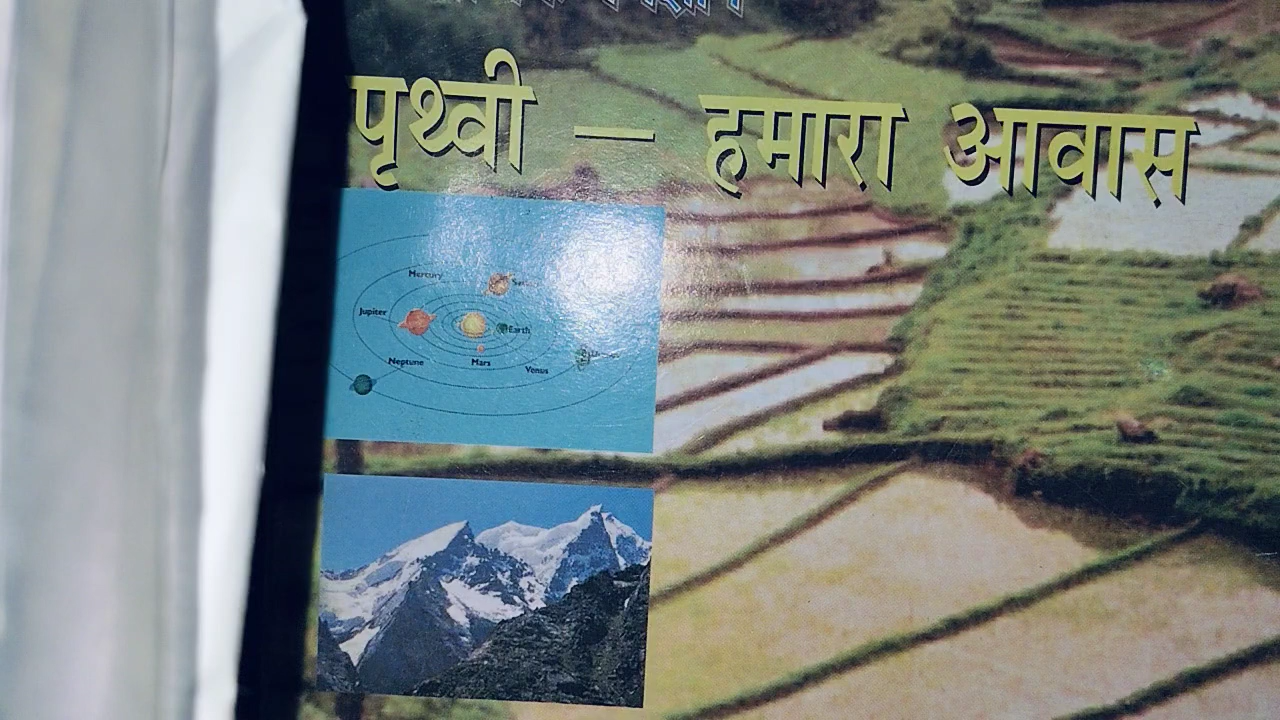 पृथ्वी – हमारा आवास
Mercury
Jupiter
Earth
Neptune
Mars
Venus